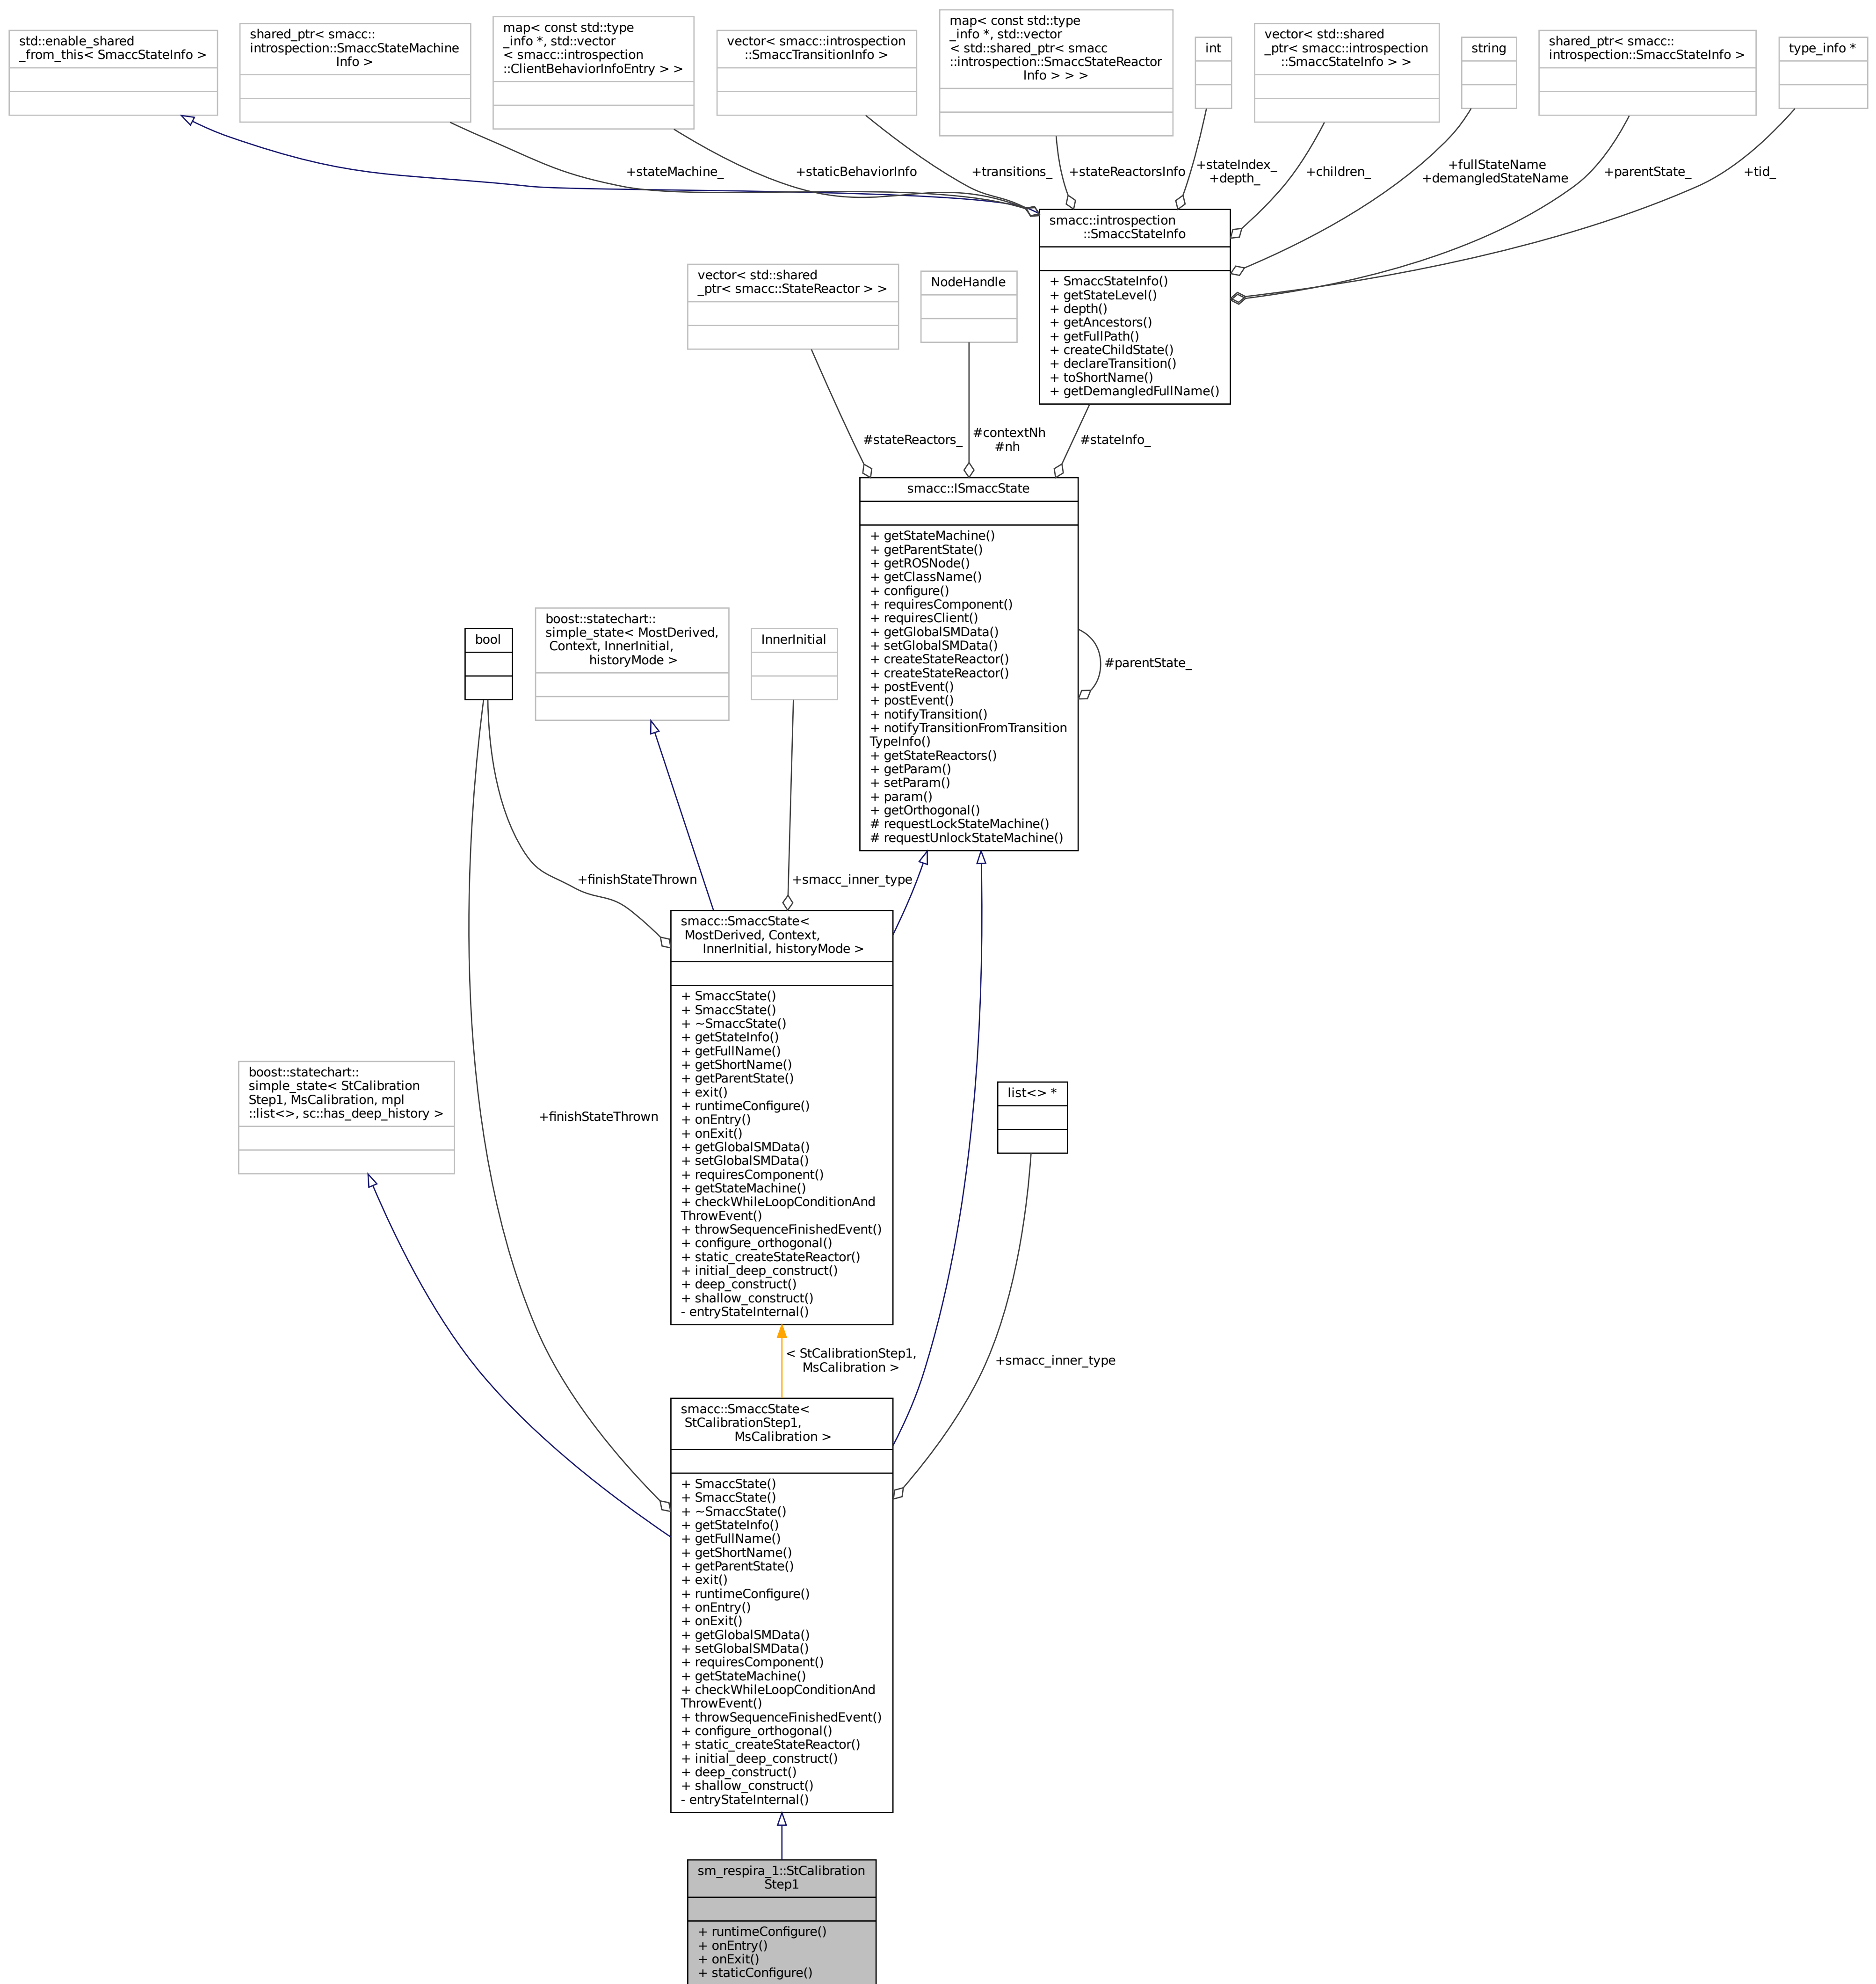 std::enable_shared
_from_this< SmaccStateInfo >
shared_ptr< smacc::
introspection::SmaccStateMachine
Info >
map< const std::type
_info *, std::vector
< smacc::introspection
::ClientBehaviorInfoEntry > >
vector< smacc::introspection
::SmaccTransitionInfo >
map< const std::type
_info *, std::vector
< std::shared_ptr< smacc
::introspection::SmaccStateReactor
Info > > >
int
vector< std::shared
_ptr< smacc::introspection
::SmaccStateInfo > >
string
shared_ptr< smacc::
introspection::SmaccStateInfo >
type_info *
+stateMachine_
+staticBehaviorInfo
+transitions_
+stateReactorsInfo
+stateIndex_
+depth_
+children_
+fullStateName
+demangledStateName
+parentState_
+tid_
smacc::introspection
::SmaccStateInfo
+ SmaccStateInfo()
+ getStateLevel()
+ depth()
+ getAncestors()
+ getFullPath()
+ createChildState()
+ declareTransition()
+ toShortName()
+ getDemangledFullName()
vector< std::shared
_ptr< smacc::StateReactor > >
NodeHandle
#stateReactors_
#contextNh
#nh
#stateInfo_
smacc::ISmaccState
+ getStateMachine()
+ getParentState()
+ getROSNode()
+ getClassName()
+ configure()
+ requiresComponent()
+ requiresClient()
+ getGlobalSMData()
+ setGlobalSMData()
+ createStateReactor()
+ createStateReactor()
+ postEvent()
+ postEvent()
+ notifyTransition()
+ notifyTransitionFromTransition
TypeInfo()
+ getStateReactors()
+ getParam()
+ setParam()
+ param()
+ getOrthogonal()
# requestLockStateMachine()
# requestUnlockStateMachine()
#parentState_
bool
boost::statechart::
simple_state< MostDerived,
Context, InnerInitial,
historyMode >
InnerInitial
+finishStateThrown
+smacc_inner_type
smacc::SmaccState<
MostDerived, Context,
InnerInitial, historyMode >
+ SmaccState()
+ SmaccState()
+ ~SmaccState()
+ getStateInfo()
+ getFullName()
+ getShortName()
+ getParentState()
+ exit()
+ runtimeConfigure()
+ onEntry()
+ onExit()
+ getGlobalSMData()
+ setGlobalSMData()
+ requiresComponent()
+ getStateMachine()
+ checkWhileLoopConditionAnd
ThrowEvent()
+ throwSequenceFinishedEvent()
+ configure_orthogonal()
+ static_createStateReactor()
+ initial_deep_construct()
+ deep_construct()
+ shallow_construct()
- entryStateInternal()
boost::statechart::
simple_state< StCalibration
Step1, MsCalibration, mpl
::list<>, sc::has_deep_history >
+finishStateThrown
list<> *
< StCalibrationStep1,
MsCalibration >
+smacc_inner_type
smacc::SmaccState<
StCalibrationStep1,
MsCalibration >
+ SmaccState()
+ SmaccState()
+ ~SmaccState()
+ getStateInfo()
+ getFullName()
+ getShortName()
+ getParentState()
+ exit()
+ runtimeConfigure()
+ onEntry()
+ onExit()
+ getGlobalSMData()
+ setGlobalSMData()
+ requiresComponent()
+ getStateMachine()
+ checkWhileLoopConditionAnd
ThrowEvent()
+ throwSequenceFinishedEvent()
+ configure_orthogonal()
+ static_createStateReactor()
+ initial_deep_construct()
+ deep_construct()
+ shallow_construct()
- entryStateInternal()
sm_respira_1::StCalibration
Step1
+ runtimeConfigure()
+ onEntry()
+ onExit()
+ staticConfigure()